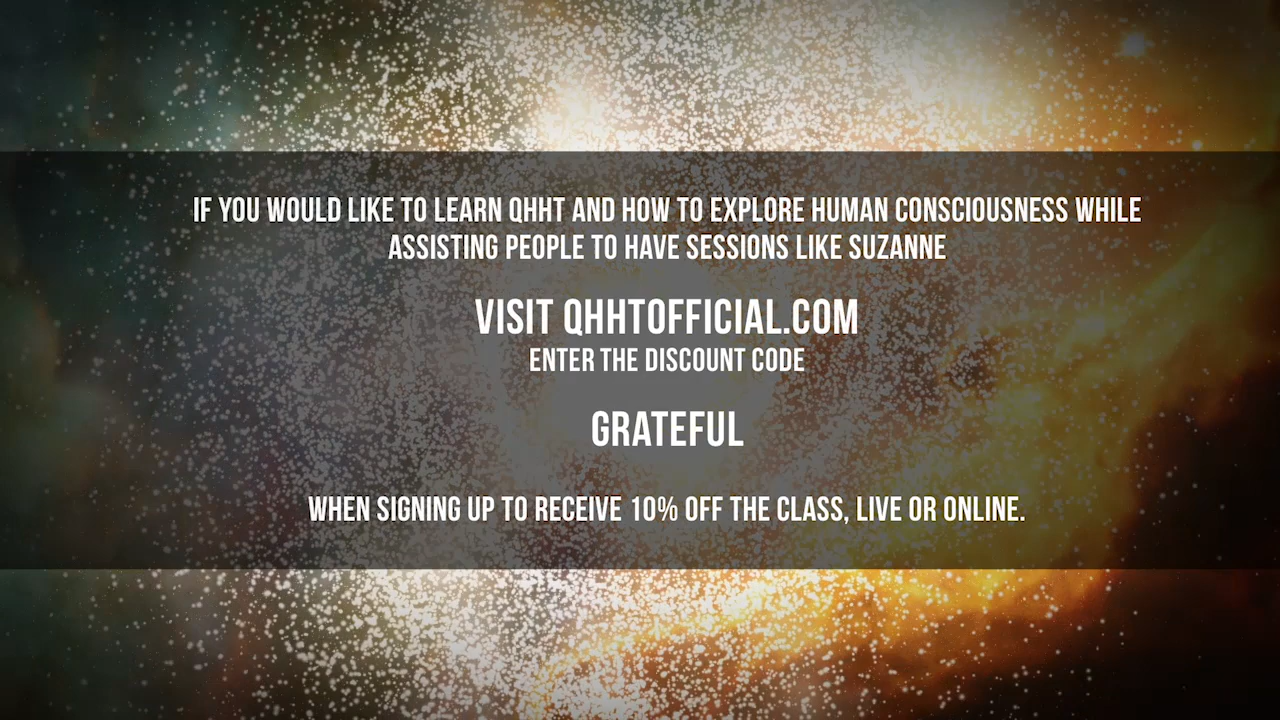 IF YOU WOULD LIKE TO LEARN QHHT AND HOW TO EXPLORE HUMAN CONSCIOUSNESS WHILE
ASSISTING PEOPLE TO HAVE SESSIONS LIKE SUZANNE
VISIT QHHTOFFICIAL.COM
ENTER THE DISCOUNT CODE
GRATEFUL
WHEN SIGNING UP TO RECEIVE 10% OFF THE CLASS, LIVE OR ONLINE.